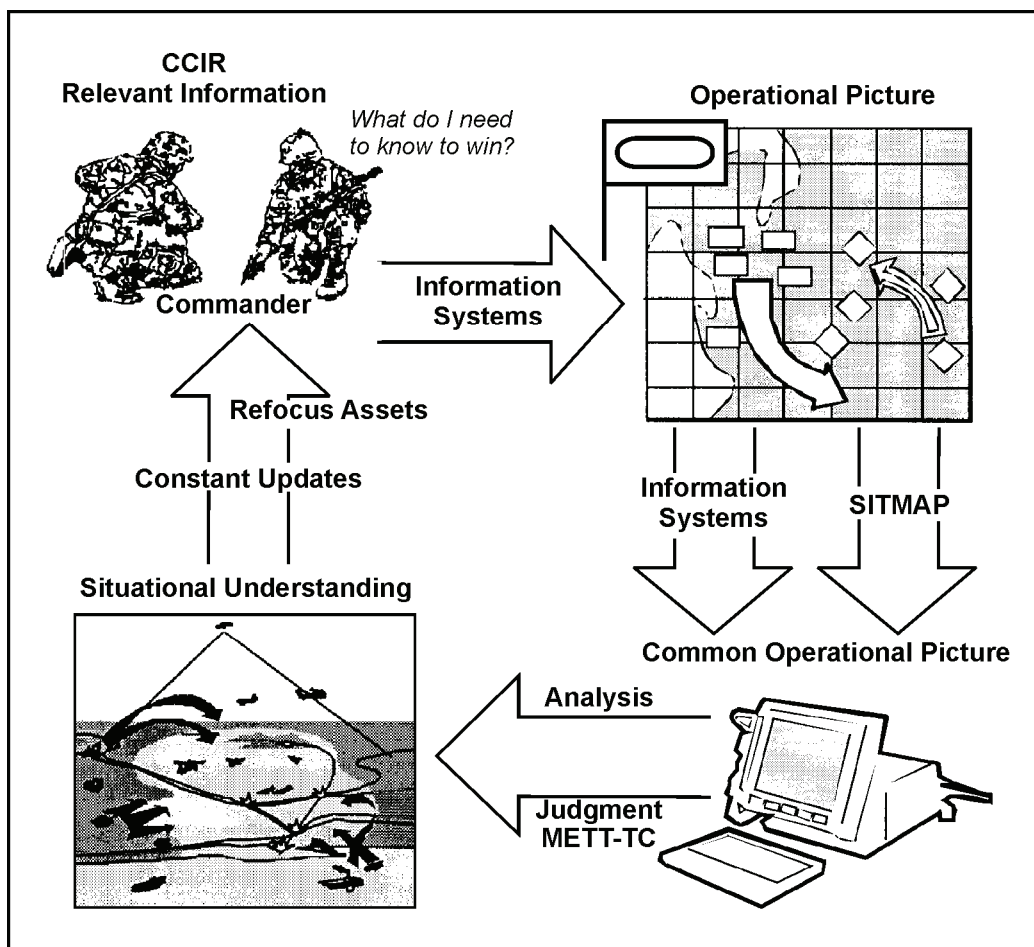 CCIR
Relevant Information
What do I need
to know to win?
Commander
Information
Systems
Operational Picture
Refocus Assets
Constant Updates
Information
Systems
SITMAP
Situational Understanding
Common Operational Picture
Analysis
Judgment
METT-TC